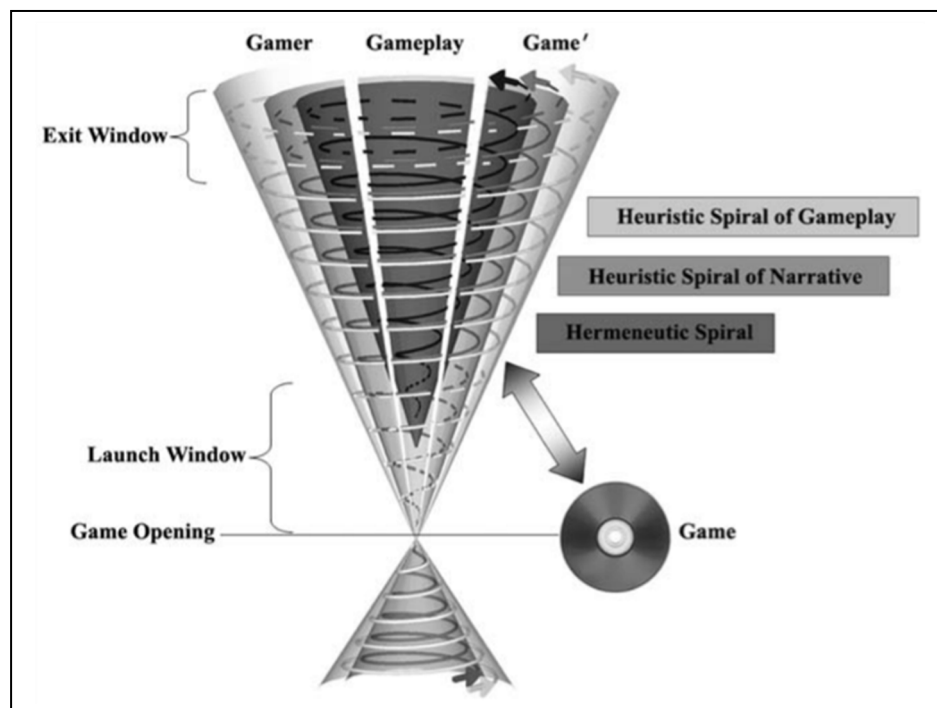 Gamer
Gameplay
Game′
Exit Window
Heuristic Spiral of Gameplay
Heuristic Spiral of Narrative
Hermeneutic Spiral
Launch Window
Game Opening
Game